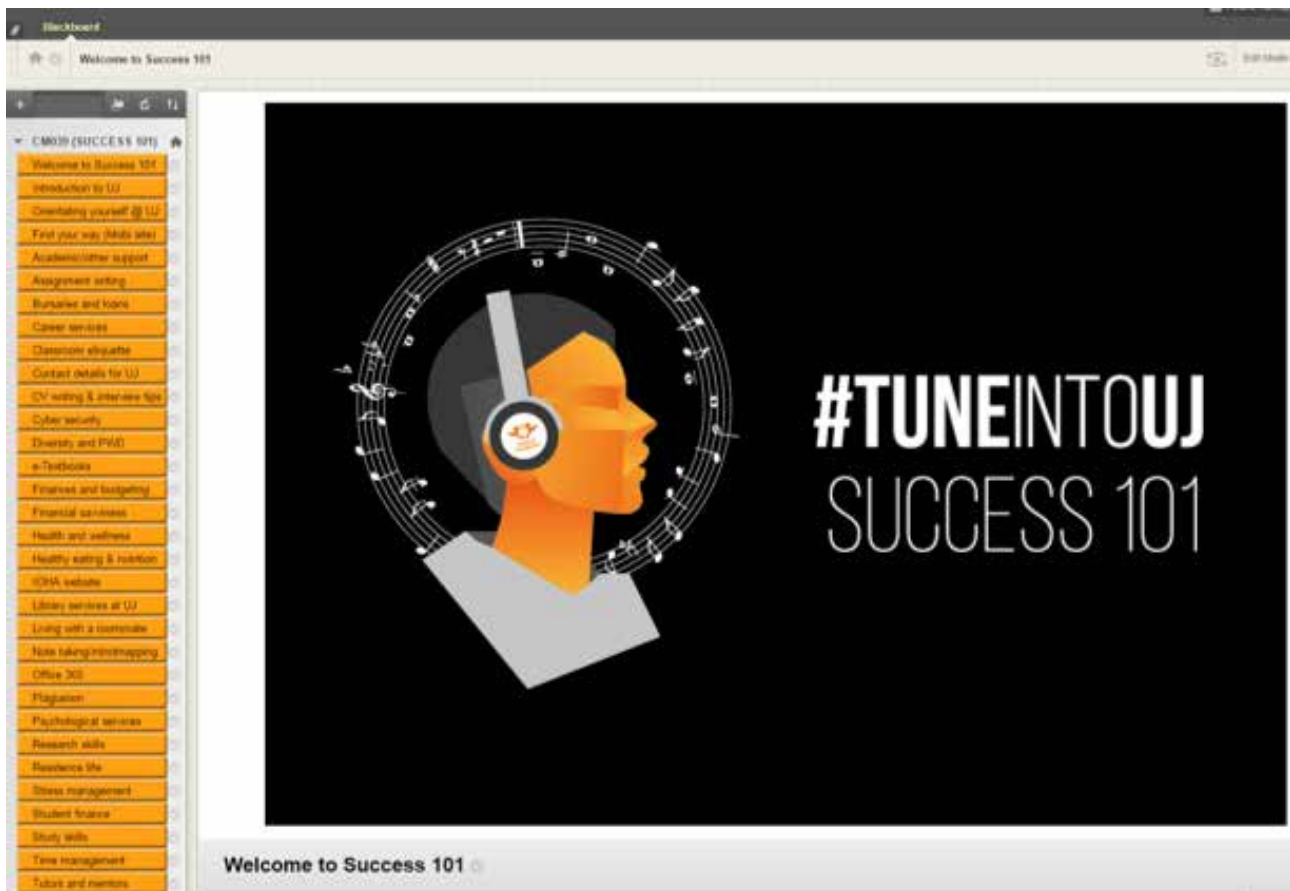 Blackboard
Welcome to Success 101
Edit Mode
CM039 (SUCCESS 101)
Welcome to Success 101
Introduction to UJ
Orientating yourself @ UJ
Find your way (Mobi site)
Academic/other support
Assignment writing
Bursaries and loans
Career services
Classroom etiquette
Contact details for UJ
CV writing & interview tips
Cyber security
Diversity and PWD
e-Textbooks
Finances and budgeting
Financial savviness
Health and wellness
Healthy eating & nutrition
IOHA website
Library services at UJ
Living with a roommate
Note taking/mindmapping
Office 365
Plagiarism
Psychological services
Research skills
Residence life
Stress management
Student finance
Study skills
Time management
Tutors and mentors
#TUNEINTOUJ
SUCCESS 101
Welcome to Success 101